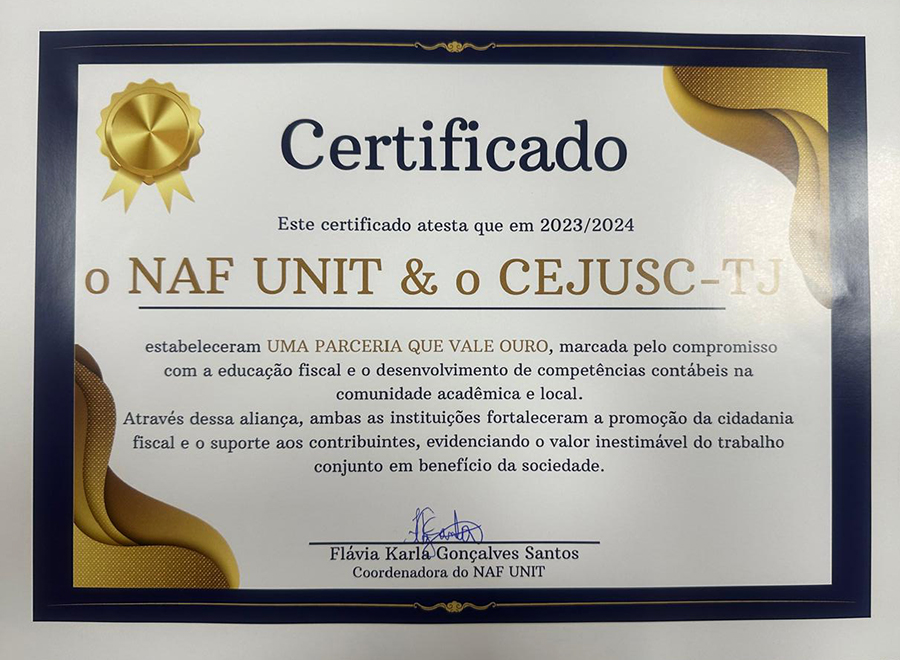 Certificado
Este certificado atesta que em 2023/2024
o NAF UNIT & o CEJUSC-TJ
estabeleceram UMA PARCERIA QUE VALE OURO, marcada pelo compromisso
com a educação fiscal e o desenvolvimento de competências contábeis na
comunidade acadêmica e local.
Através dessa aliança, ambas as instituições fortaleceram a promoção da cidadania
fiscal e o suporte aos contribuintes, evidenciando o valor inestimável do trabalho
conjunto em benefício da sociedade.
Flávia Karla Gonçalves Santos
Coordenadora do NAF UNIT